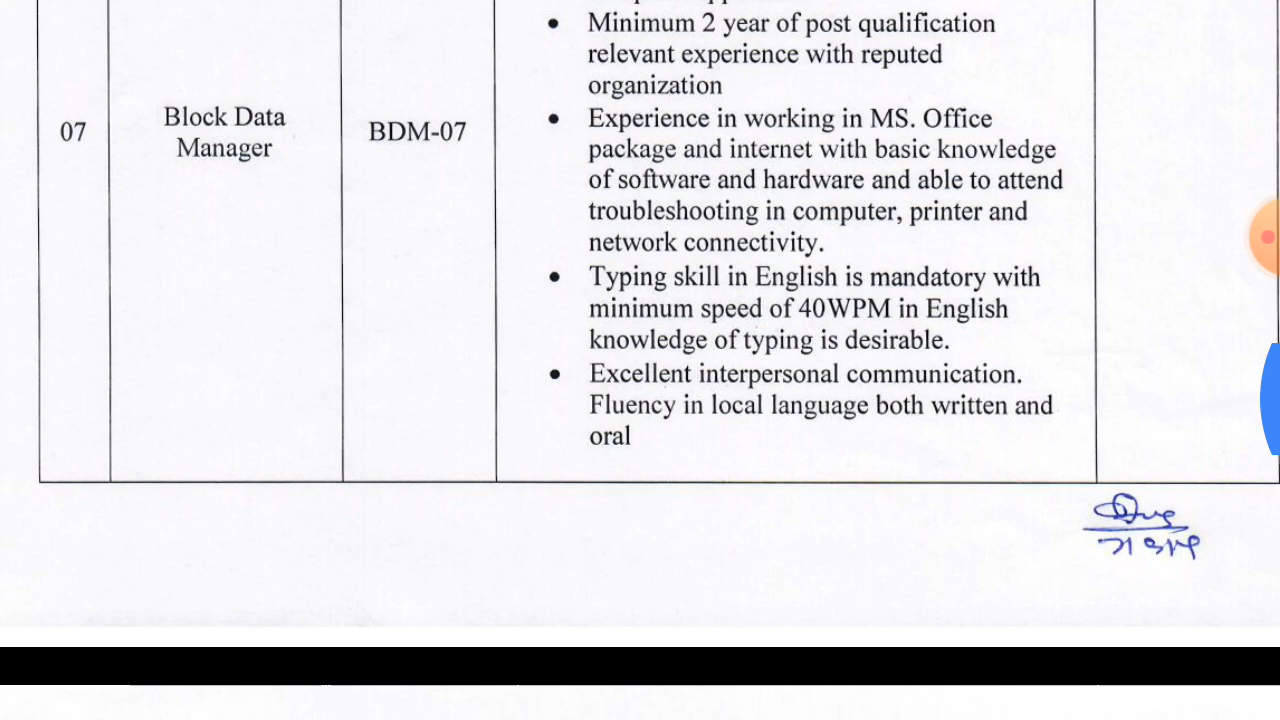 Minimum 2 year of post qualification
relevant experience with reputed
organization
07
Block Data
Manager
BDM-07
Experience in working in MS. Office
package and internet with basic knowledge
of software and hardware and able to attend
troubleshooting in computer, printer and
network connectivity.
Typing skill in English is mandatory with
minimum speed of 40WPM in English
knowledge of typing is desirable.
Excellent interpersonal communication.
Fluency in local language both written and
oral